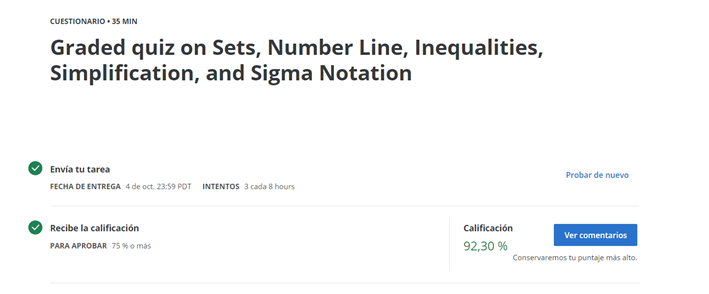 CUESTIONARIO • 35 MIN
Graded quiz on Sets, Number Line, Inequalities,
Simplification, and Sigma Notation
Envía tu tarea
FECHA DE ENTREGA 4 de oct. 23:59 PDT INTENTOS 3 cada 8 hours
Probar de nuevo
Recibe la calificación
PARA APROBAR 75 % o más
Calificación
92,30 %
Ver comentarios
Conservaremos tu puntaje más alto.